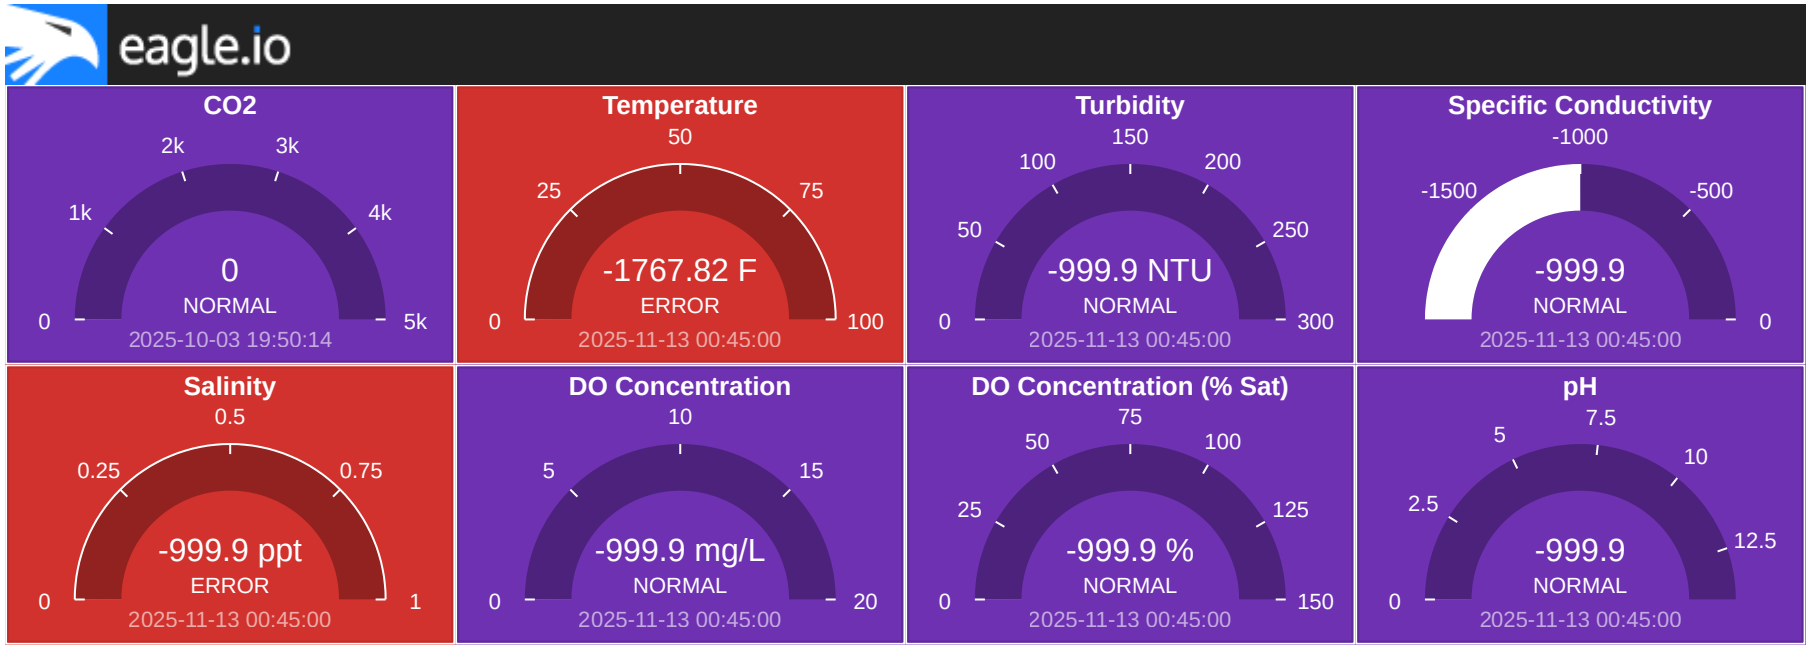 eagle.io
CO2
0
1k
2k
3k
4k
5k
0
NORMAL
2025-10-03 19:50:14
Temperature
0
25
50
75
100
-1767.82 F
ERROR
2025-11-13 00:45:00
Turbidity
0
50
100
150
200
250
300
-999.9 NTU
NORMAL
2025-11-13 00:45:00
Specific Conductivity
-1500
-1000
-500
0
-999.9
NORMAL
2025-11-13 00:45:00
Salinity
0
0.25
0.5
0.75
1
-999.9 ppt
ERROR
2025-11-13 00:45:00
DO Concentration
0
5
10
15
20
-999.9 mg/L
NORMAL
2025-11-13 00:45:00
DO Concentration (% Sat)
0
25
50
75
100
125
150
-999.9 %
NORMAL
2025-11-13 00:45:00
pH
0
2.5
5
7.5
10
12.5
-999.9
NORMAL
2025-11-13 00:45:00